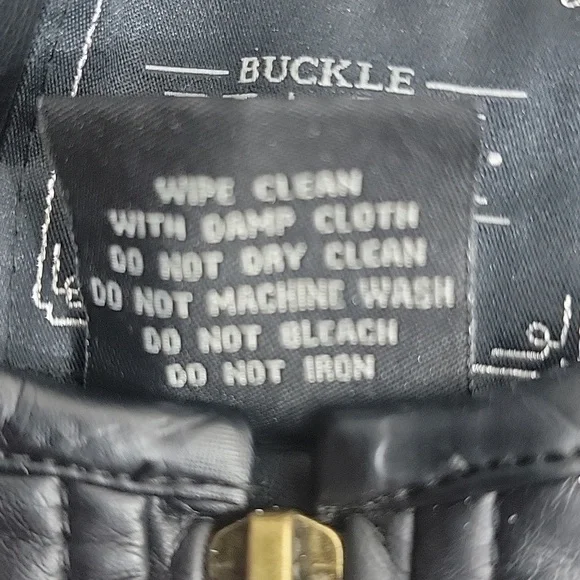 BUCKLE
WIPE CLEAN
WITH DAMP CLOTH
DO NOT DRY CLEAN
DO NOT MACHINE WASH
DO NOT BLEACH
DO NOT IRON